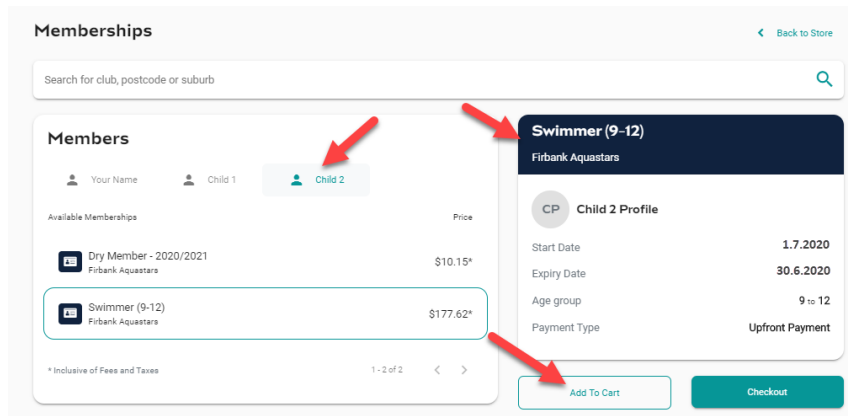 Memberships
Back to Store
Search for club, postcode or suburb
Members
Your Name
Child 1
Child 2
Available Memberships
Price
Dry Member - 2020/2021
Firbank Aquastars
$10.15*
Swimmer (9-12)
Firbank Aquastars
$177.62*
* Inclusive of Fees and Taxes
1 - 2 of 2
Swimmer (9-12)
Firbank Aquastars
CP
Child 2 Profile
Start Date
1.7.2020
Expiry Date
30.6.2020
Age group
9 to 12
Payment Type
Upfront Payment
Add To Cart
Checkout